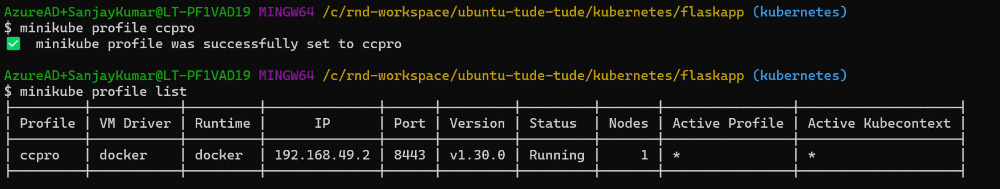 AzureAD+SanjayKumar@LT-PF1VAD19 MINGW64 /c/rnd-workspace/ubuntu-tude-tude/kubernetes/flaskapp (kubernetes)
$ minikube profile ccpro
✅  minikube profile was successfully set to ccpro
AzureAD+SanjayKumar@LT-PF1VAD19 MINGW64 /c/rnd-workspace/ubuntu-tude-tude/kubernetes/flaskapp (kubernetes)
$ minikube profile list
| Profile | VM Driver | Runtime | IP | Port | Version | Status | Nodes | Active Profile | Active Kubecontext |
| ccpro | docker | docker | 192.168.49.2 | 8443 | v1.30.0 | Running | 1 | * | * |